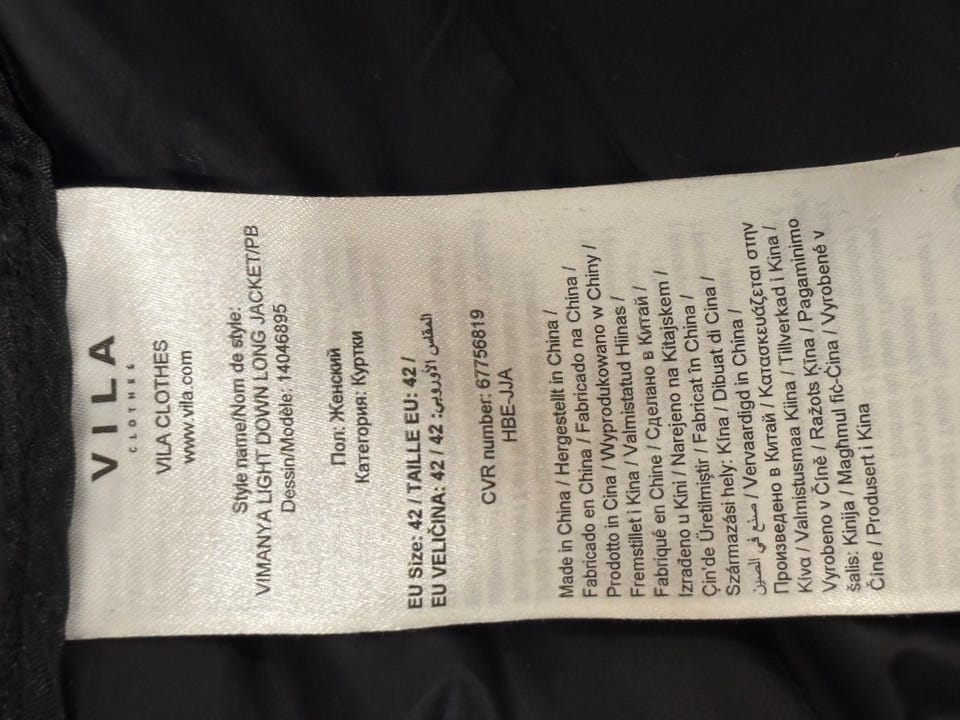 VILA
CLOTHES
VILA CLOTHES
www.vila.com
Style name/Nom de style:
VIMANYA LIGHT DOWN LONG JACKET/PB
Dessin/Modèle: 14046895
Пол: Женский
Категория: Куртки
EU Size: 42 / TAILLE EU: 42 /
EU VELIČINA: 42 / 42 :المقاس الأوروبي
CVR number: 67756819
HBE-JJA
Made in China / Hergestellt in China /
Fabricado en China / Fabricado na China /
Prodotto in Cina / Wyprodukowano w Chiny /
Fremstillet i Kina / Valmistatud Hiinas /
Fabriqué en Chine / Сделано в Китай /
Izrađeno u Kini / Narejeno na Kitajskem /
Çin'de Üretilmiştir / Fabricat în China /
Származási hely: Kína / Dibuat di Cina /
صنع في الصين / Vervaardigd in China /
Произведено в Китай / Κατασκευάζεται στην
Κίνα / Valmistusmaa Kiina / Tillverkad i Kina /
Vyrobeno v Číně / Ražots Ķīna / Pagaminimo
šalis: Kinija / Maghmul fiċ-Ċina / Vyrobené v
Číne / Produsert i Kina